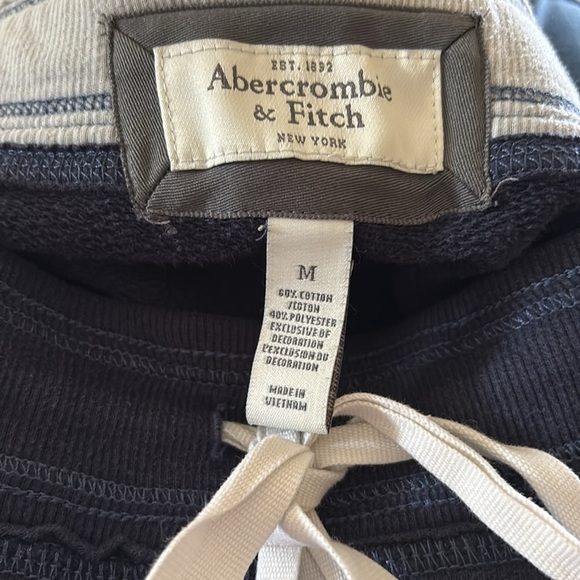 EST. 1892
Abercrombie
& Fitch
NEW YORK
M
60% COTTON
/COTON
40% POLYESTER
EXCLUSIVE OF
DECORATION
L'EXCLUSION DU
DECORATION
MADE IN
VIETNAM